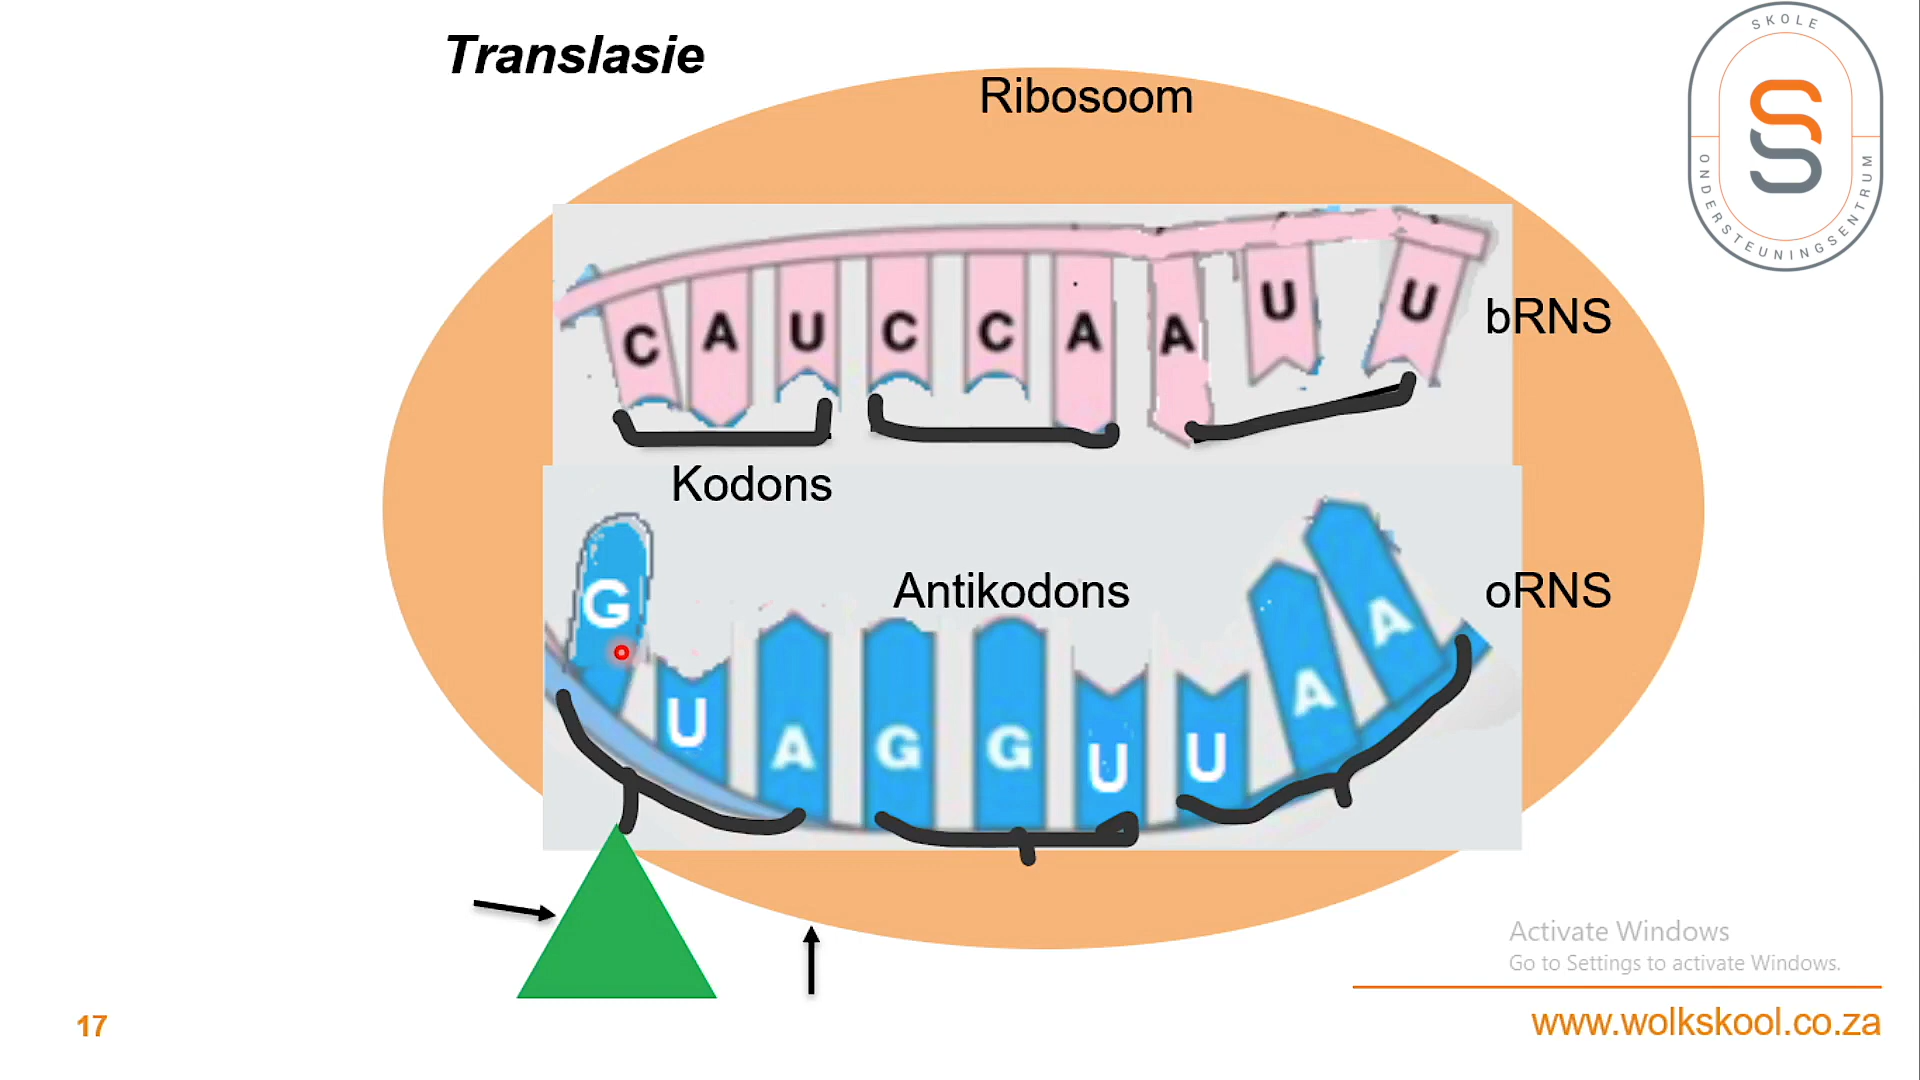 Translasie
Ribosoom
SKOLE
ONDERSTEUNINGSENTRUM
C A U C C A A U U
bRNS
Kodons
Antikodons
oRNS
G U A G G U U A A
Activate Windows
Go to Settings to activate Windows.
17
www.wolkskool.co.za